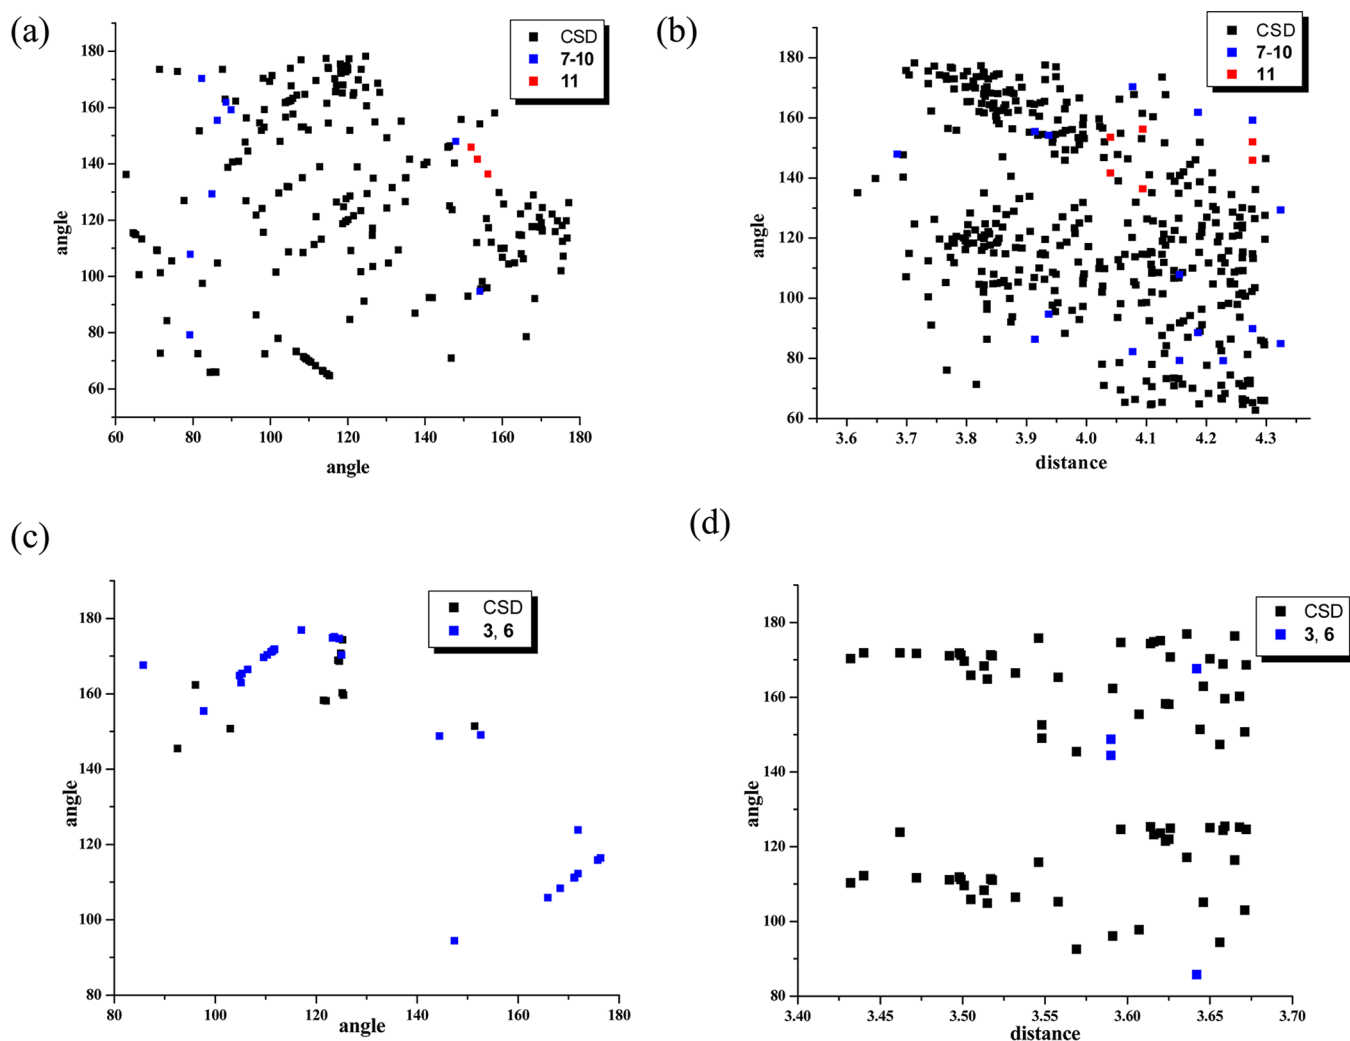 (a)
CSD
7-10
11
180
160
140
120
100
80
60
angle
60 80 100 120 140 160 180
angle
(b)
CSD
7-10
11
180
160
140
120
100
80
60
angle
3.6 3.7 3.8 3.9 4.0 4.1 4.2 4.3
distance
(c)
CSD
3, 6
180
160
140
120
100
80
angle
80 100 120 140 160 180
angle
(d)
CSD
3, 6
180
160
140
120
100
80
angle
3.40 3.45 3.50 3.55 3.60 3.65 3.70
distance